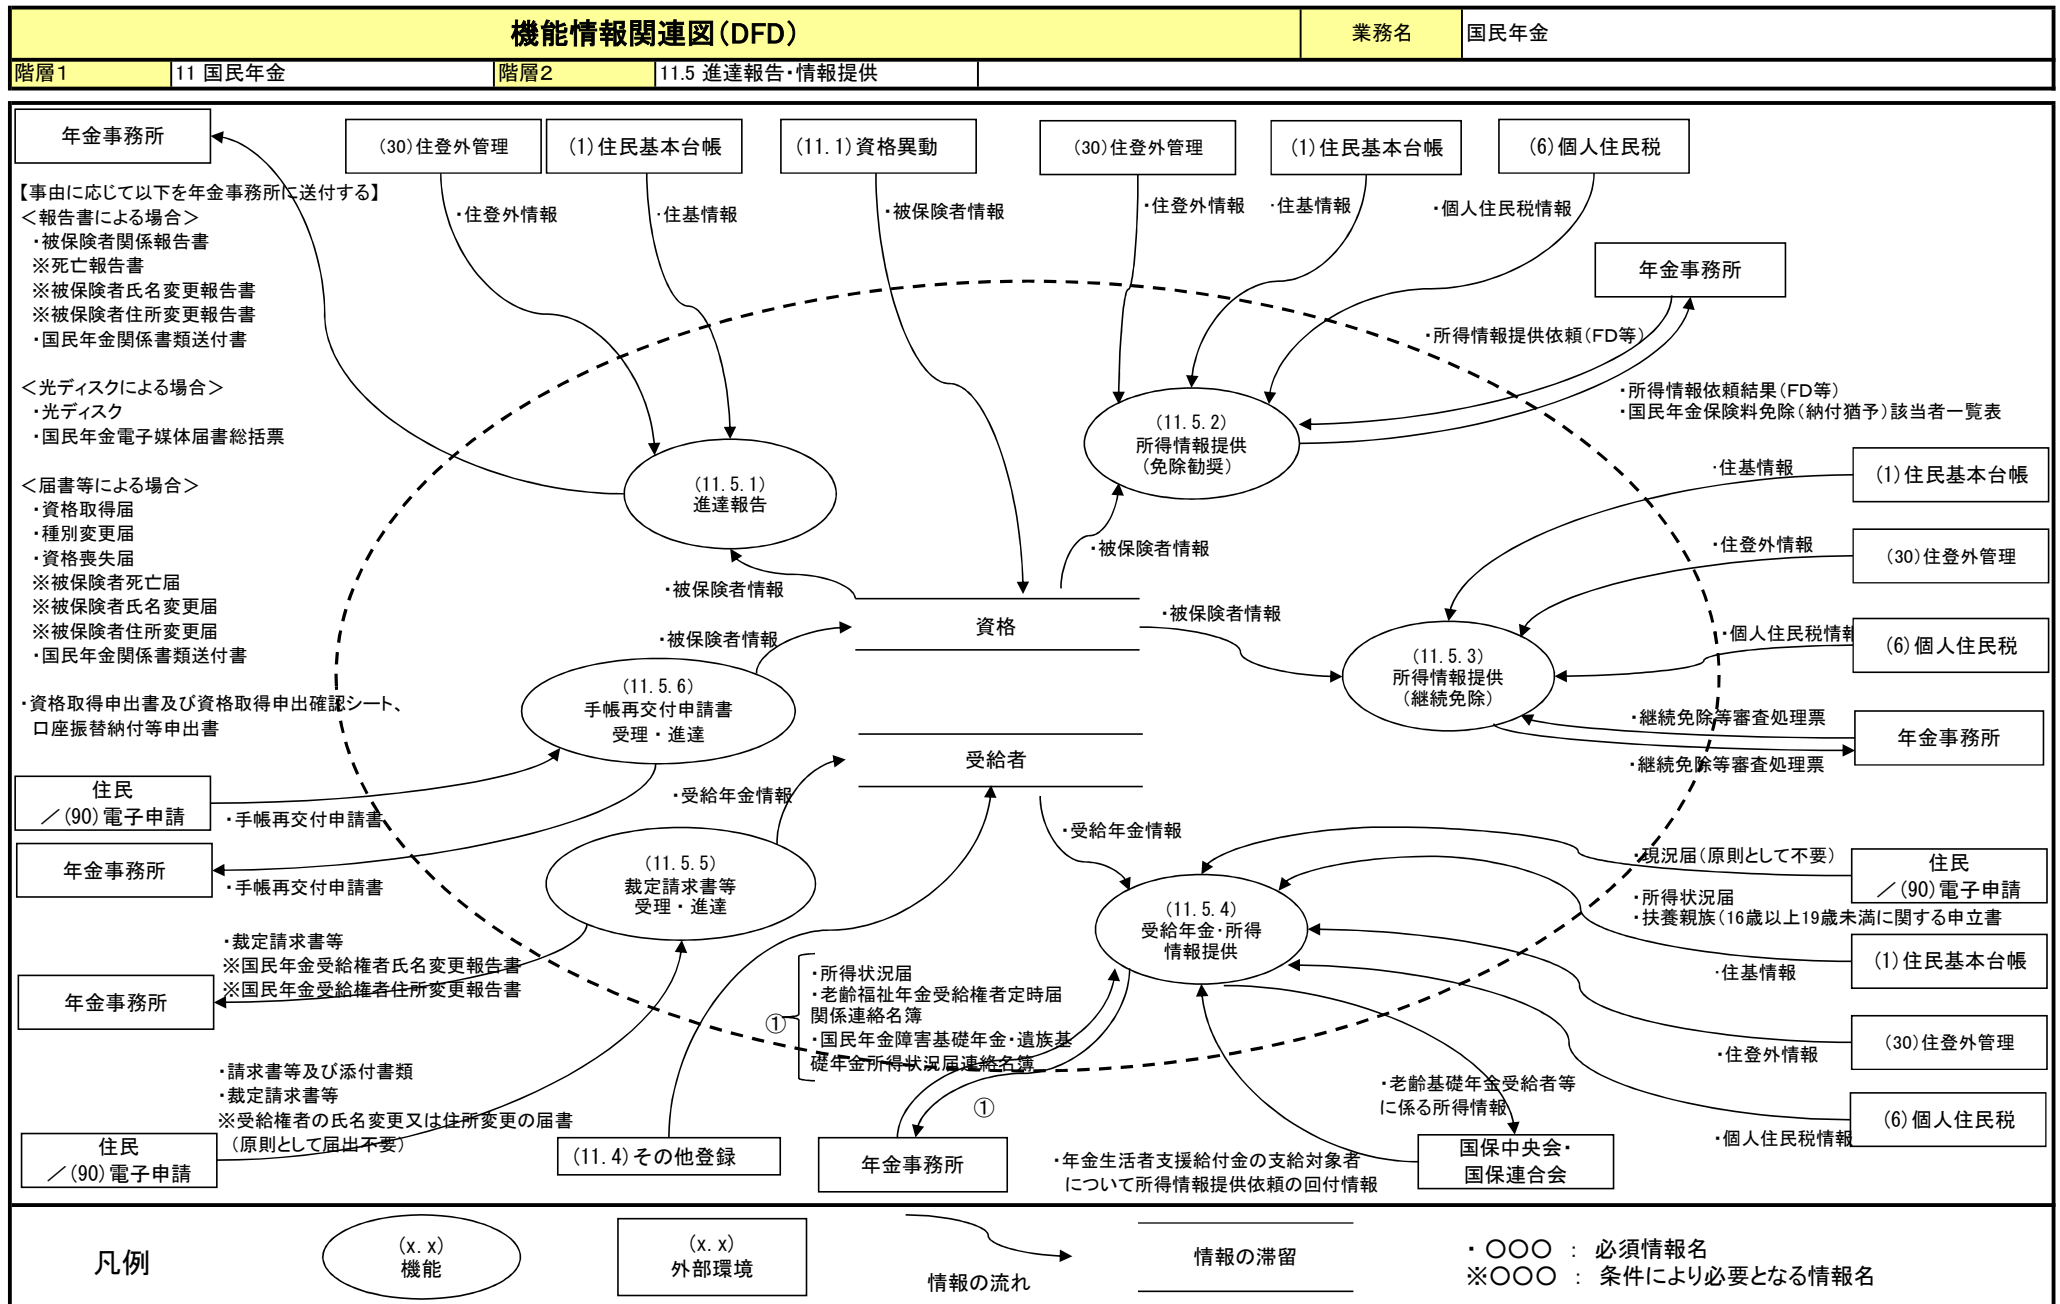 機能情報関連図(DFD)
業務名
国民年金
階層１
11 国民年金
階層２
11.5 進達報告・情報提供
年金事務所
(30)住登外管理
(1)住民基本台帳
(11.1)資格異動
(30)住登外管理
(1)住民基本台帳
(6)個人住民税
【事由に応じて以下を年金事務所に送付する】
＜報告書による場合＞
・被保険者関係報告書
※死亡報告書
※被保険者氏名変更報告書
※被保険者住所変更報告書
・国民年金関係書類送付書
＜光ディスクによる場合＞
・光ディスク
・国民年金電子媒体届書総括票
＜届書等による場合＞
・資格取得届
・種別変更届
・資格喪失届
※被保険者死亡届
※被保険者氏名変更届
※被保険者住所変更届
・国民年金関係書類送付書
・資格取得申出書及び資格取得申出確認シート、
口座振替納付等申出書
・住登外情報
・住基情報
・被保険者情報
・住登外情報
・住基情報
・個人住民税情報
年金事務所
・所得情報提供依頼(FD等)
・所得情報依頼結果(FD等)
・国民年金保険料免除(納付猶予)該当者一覧表
(11.5.2)
所得情報提供
(免除勧奨)
(11.5.1)
進達報告
・住基情報
(1)住民基本台帳
・被保険者情報
・住登外情報
(30)住登外管理
・被保険者情報
・被保険者情報
資格
・被保険者情報
・個人住民税情報
(6)個人住民税
(11.5.3)
所得情報提供
(継続免除)
(11.5.6)
手帳再交付申請書
受理・進達
・継続免除等審査処理票
年金事務所
・継続免除等審査処理票
受給者
住民
／(90)電子申請
・手帳再交付申請書
・受給年金情報
・受給年金情報
年金事務所
・手帳再交付申請書
(11.5.5)
裁定請求書等
受理・進達
・現況届(原則として不要)
住民
／(90)電子申請
・所得状況届
・扶養親族(16歳以上19歳未満に関する申立書
(11.5.4)
受給年金・所得
情報提供
・裁定請求書等
※国民年金受給権者氏名変更報告書
※国民年金受給権者住所変更報告書
年金事務所
(1)住民基本台帳
・住基情報
①
・所得状況届
・老齢福祉年金受給権者定時届
関係連絡名簿
・国民年金障害基礎年金・遺族基
礎年金所得状況届連絡名簿
(30)住登外管理
・住登外情報
・請求書等及び添付書類
・裁定請求書等
※受給権者の氏名変更又は住所変更の届書
(原則として届出不要)
住民
／(90)電子申請
(11.4)その他登録
①
年金事務所
・老齢基礎年金受給者等
に係る所得情報
(6)個人住民税
・個人住民税情報
国保中央会・
国保連合会
・年金生活者支援給付金の支給対象者
について所得情報提供依頼の回付情報
凡例
(x.x)
機能
(x.x)
外部環境
情報の流れ
情報の滞留
・〇〇〇 ： 必須情報名
※〇〇〇 ： 条件により必要となる情報名